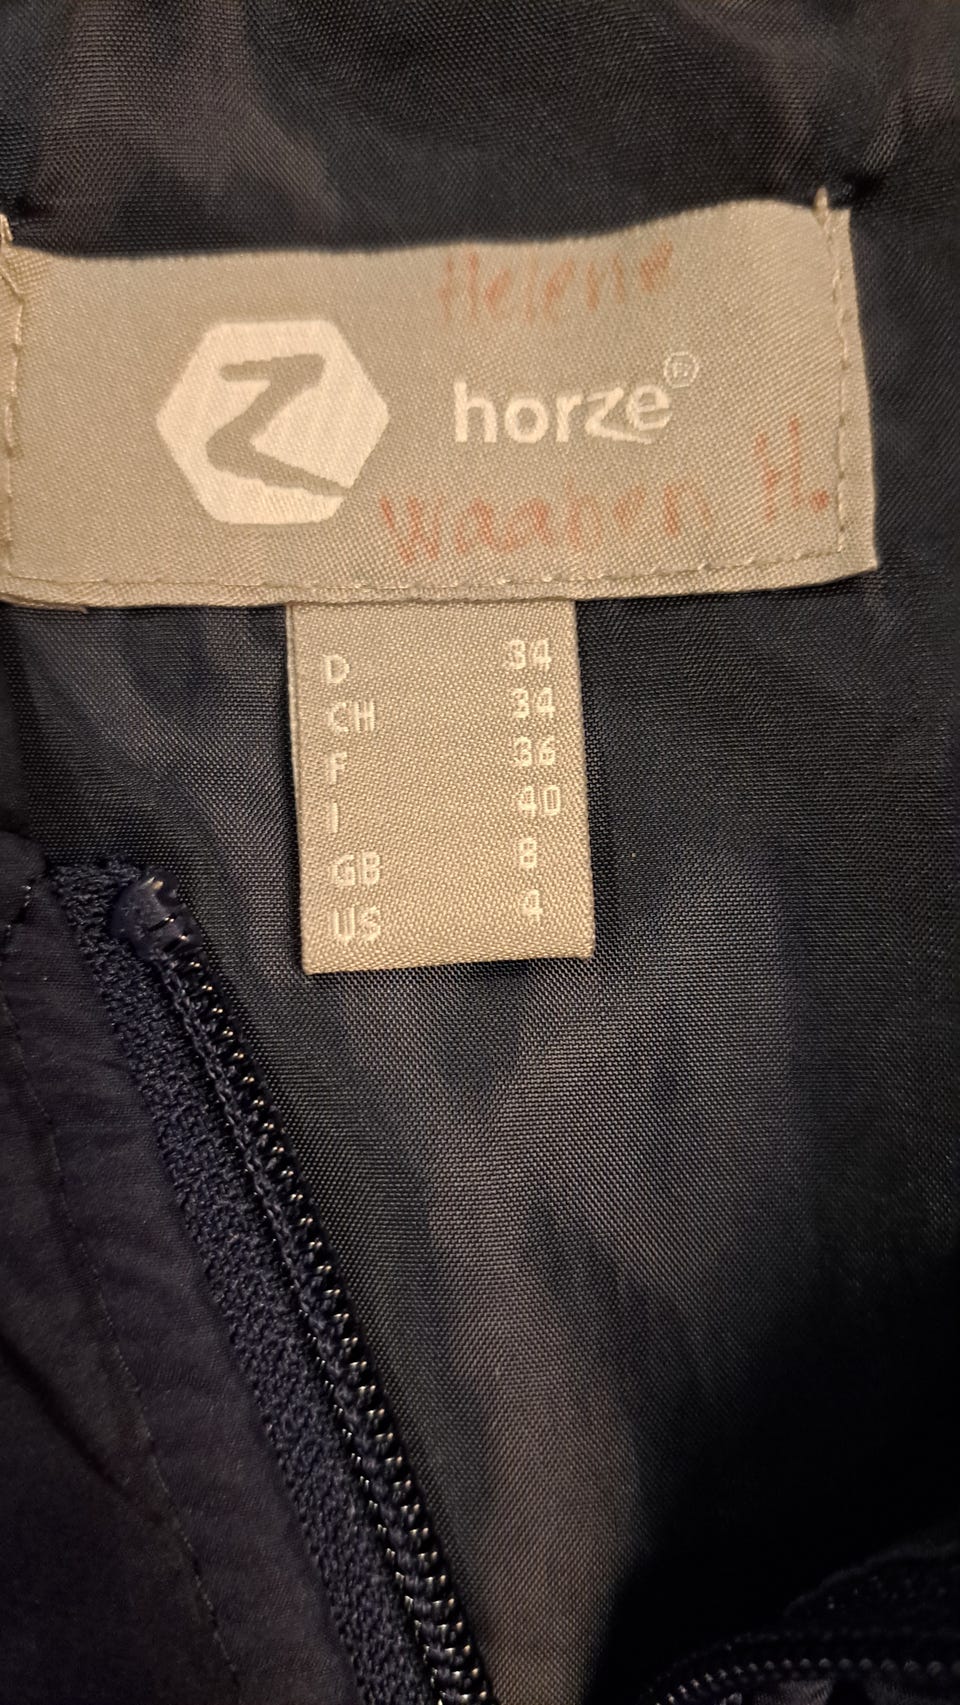 Helene
horze®
Waaben H.
D 34
CH 34
F 36
I 40
GB 8
US 4